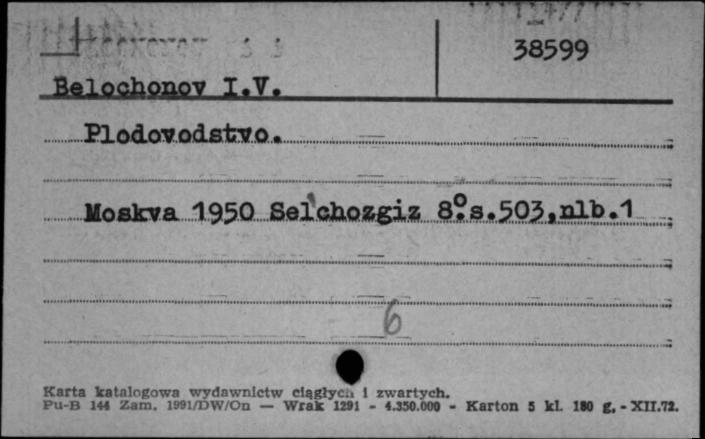 38599
Belochonov I.V.
Plodovodstvo.
Moskva 1950 Sel'chozgiz 8°.s.503,nlb.1
6
Karta katalogowa wydawnictw ciągłych i zwartych.
Pu-B 144 Zam. 1991/DW/On — Wrak 1291 - 4.350.000 - Karton 5 kl. 180 g, - XII.72.